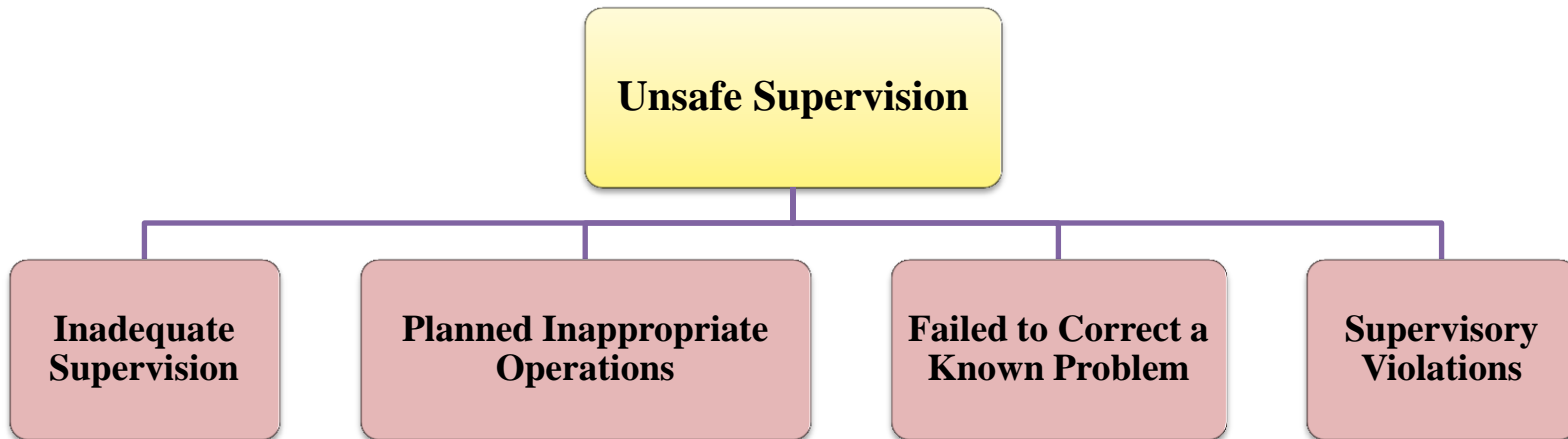 Unsafe Supervision
Inadequate
Supervision
Planned Inappropriate
Operations
Failed to Correct a
Known Problem
Supervisory
Violations